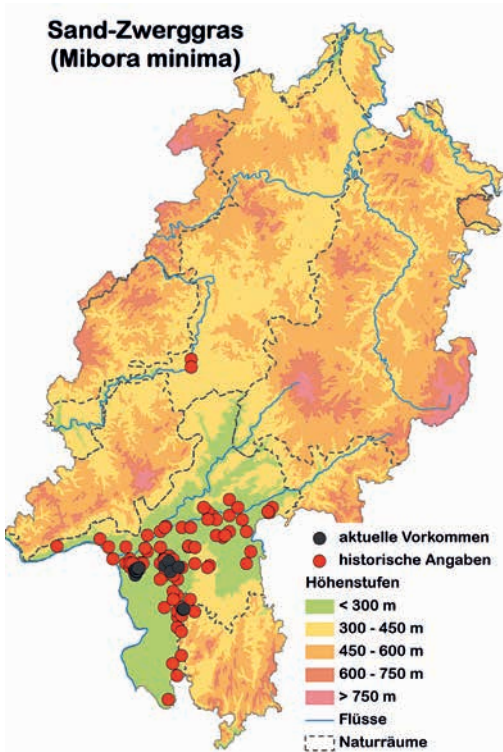 Sand-Zwerggras
(Mibora minima)
aktuelle Vorkommen
historische Angaben
Höhenstufen
< 300 m
300 - 450 m
450 - 600 m
600 - 750 m
> 750 m
Flüsse
Naturräume